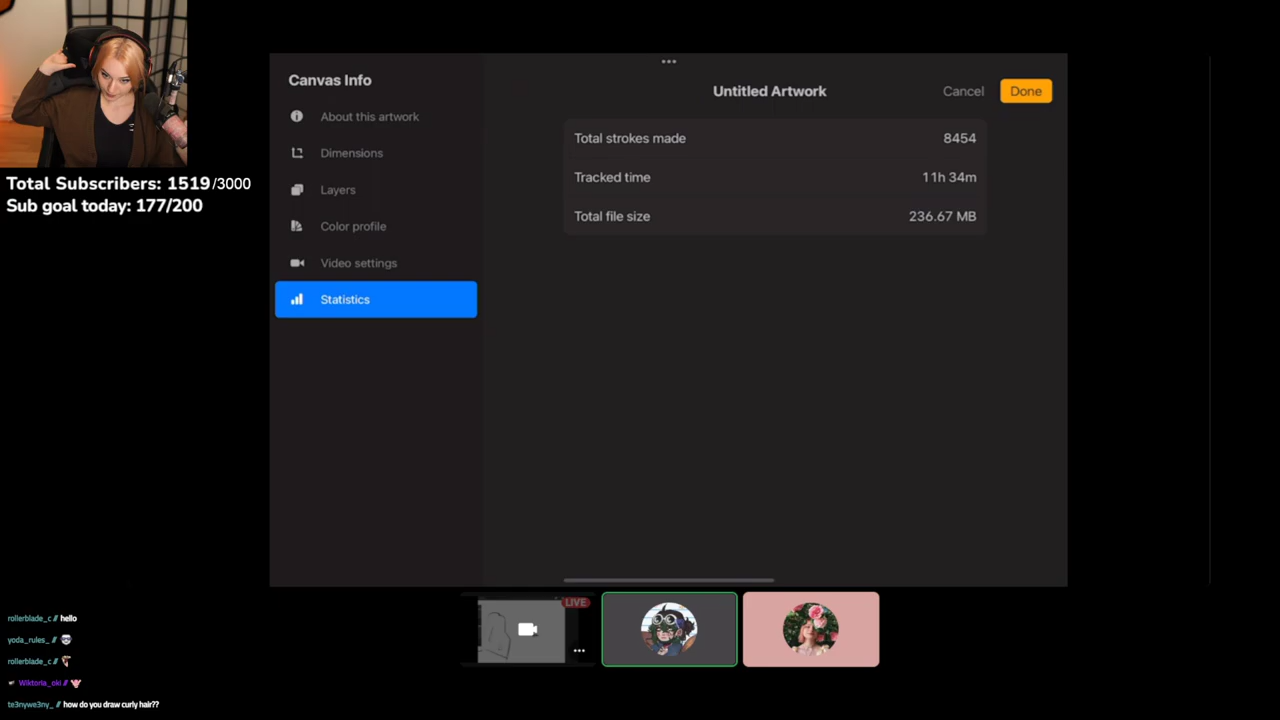 Total Subscribers: 1519/3000
Sub goal today: 177/200
Canvas Info
About this artwork
Dimensions
Layers
Color profile
Video settings
Statistics
Untitled Artwork
Cancel
Done
Total strokes made 8454
Tracked time 11h 34m
Total file size 236.67 MB
LIVE
rollerblade_c // hello
yoda_rules_ //
rollerblade_c //
Wiktoria_oki //
te3nywe3ny_ // how do you draw curly hair??